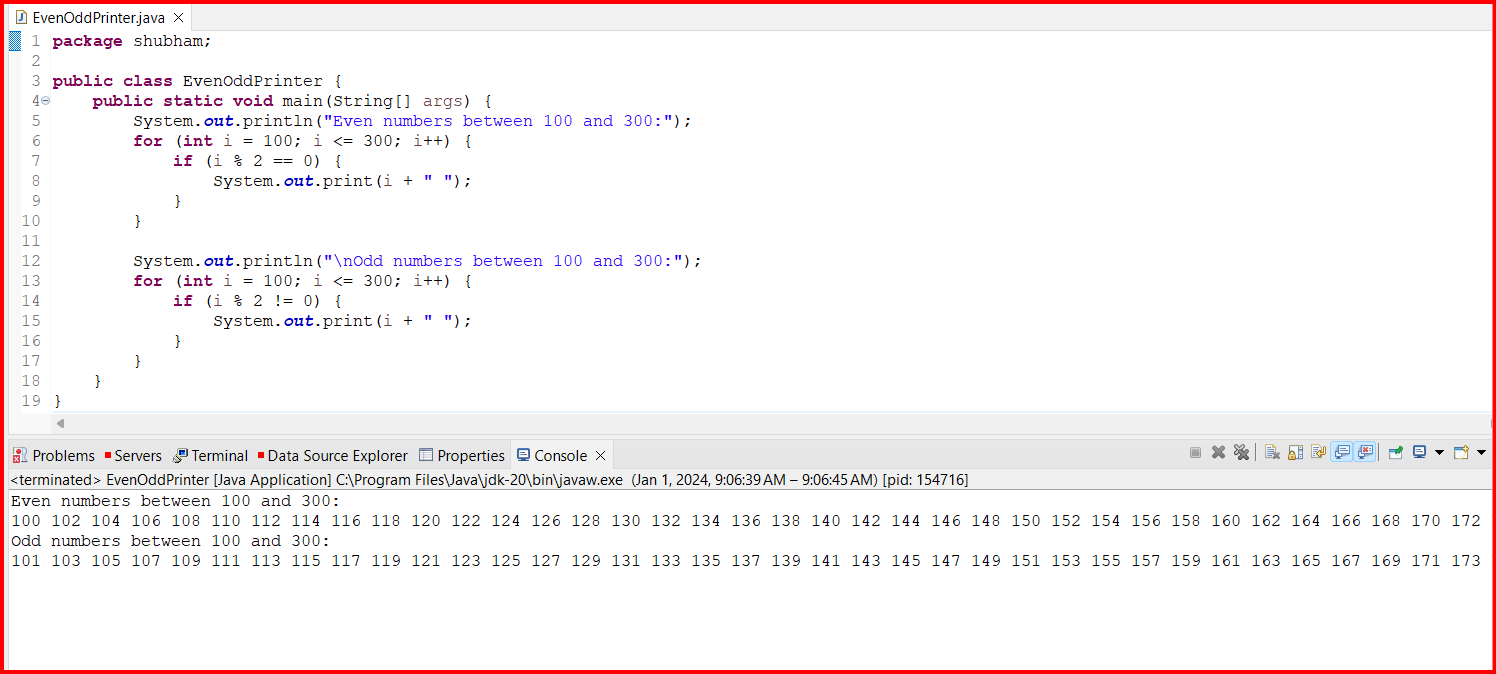 EvenOddPrinter.java
1 package shubham;
2
3 public class EvenOddPrinter {
4     public static void main(String[] args) {
5         System.out.println("Even numbers between 100 and 300:");
6         for (int i = 100; i <= 300; i++) {
7             if (i % 2 == 0) {
8                 System.out.print(i + " ");
9             }
10         }
11
12         System.out.println("\nOdd numbers between 100 and 300:");
13         for (int i = 100; i <= 300; i++) {
14             if (i % 2 != 0) {
15                 System.out.print(i + " ");
16             }
17         }
18     }
19 }
Problems Servers Terminal Data Source Explorer Properties Console
<terminated> EvenOddPrinter [Java Application] C:\Program Files\Java\jdk-20\bin\javaw.exe (Jan 1, 2024, 9:06:39 AM – 9:06:45 AM) [pid: 154716]
Even numbers between 100 and 300:
100 102 104 106 108 110 112 114 116 118 120 122 124 126 128 130 132 134 136 138 140 142 144 146 148 150 152 154 156 158 160 162 164 166 168 170 172
Odd numbers between 100 and 300:
101 103 105 107 109 111 113 115 117 119 121 123 125 127 129 131 133 135 137 139 141 143 145 147 149 151 153 155 157 159 161 163 165 167 169 171 173